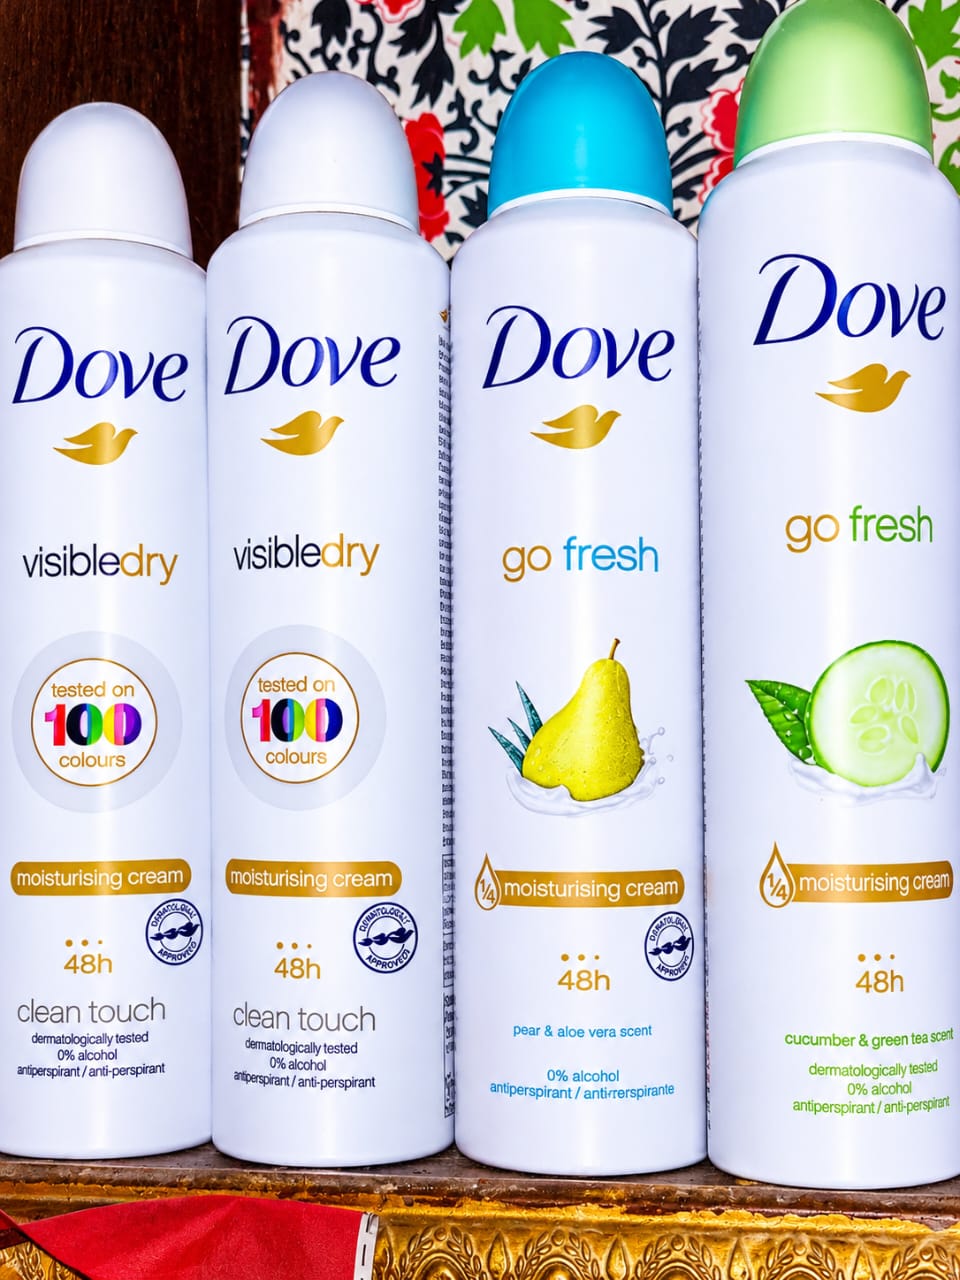 Dove
visibledry
tested on
100
colours
moisturising cream
DERMATOLOGICALLY
APPROVED
48h
clean touch
dermatologically tested
0% alcohol
antiperspirant / anti-perspirant
Dove
visibledry
tested on
100
colours
moisturising cream
APPROVED
48h
clean touch
dermatologically tested
0% alcohol
antiperspirant / anti-perspirant
Dove
go fresh
1/4 moisturising cream
APPROVED
48h
pear & aloe vera scent
0% alcohol
antiperspirant /
Dove
go fresh
1/4 moisturising cream
48h
cucumber & green tea scent
dermatologically tested
0% alcohol
antiperspirant / anti-perspirant